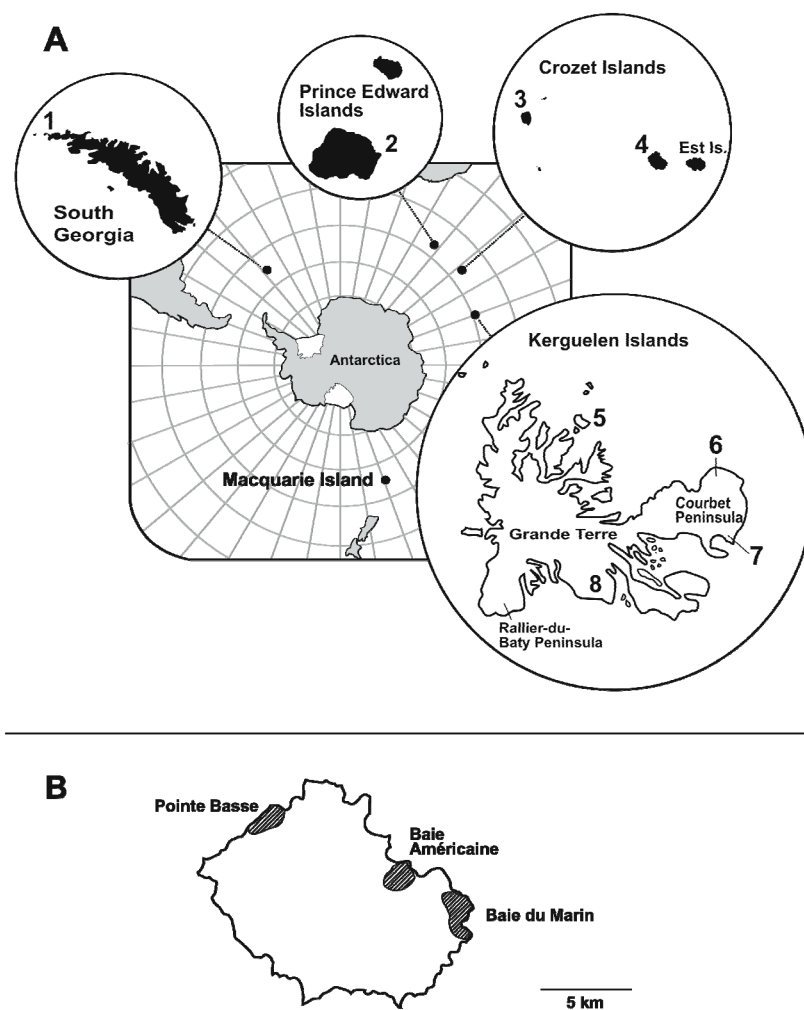 A
1
South
Georgia
Prince Edward
Islands
2
Crozet Islands
3
4
Est Is.
Antarctica
Macquarie Island
Kerguelen Islands
5
6
Courbet
Peninsula
Grande Terre
7
8
Rallier-du-
Baty Peninsula
B
Pointe Basse
Baie
Américaine
Baie du Marin
5 km